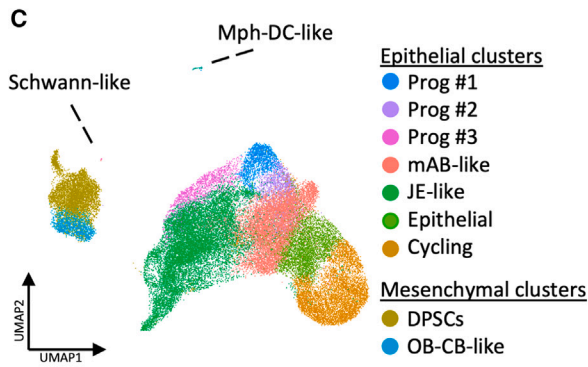 C
Mph-DC-like
Schwann-like
Epithelial clusters
Prog #1
Prog #2
Prog #3
mAB-like
JE-like
Epithelial
Cycling
Mesenchymal clusters
DPSCs
OB-CB-like
UMAP2
UMAP1